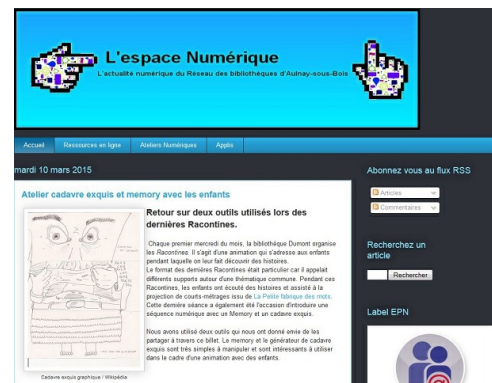 L'espace Numérique
L'actualité numérique du Réseau des bibliothèques d'Aulnay-sous-Bois
Accueil
Ressources en ligne
Ateliers Numériques
Applis
mardi 10 mars 2015
Atelier cadavre exquis et memory avec les enfants
Retour sur deux outils utilisés lors des
dernières Racontines.
Chaque premier mercredi du mois, la bibliothèque Dumont organise
les Racontines. Il s'agit d'une animation qui s'adresse aux enfants
pendant laquelle on leur fait découvrir des histoires.
Le format des dernières Racontines était particulier car il appelait
différents supports autour d'une thématique commune. Pendant ces
Racontines, les enfants ont écouté des histoires et assisté à la
projection de courts-métrages issu de La Petite fabrique des mots.
Cette dernière séance a également été l'occasion d'introduire une
séquence numérique avec un Memory et un cadavre exquis.
Nous avons utilisé deux outils qui nous ont donné envie de les
partager à travers ce billet. Le memory et le générateur de cadavre
exquis sont très simples à manipuler et sont intéressants à utiliser
dans le cadre d'une animation avec des enfants.
Cadavre exquis graphique / Wikipédia
Abonnez vous au flux RSS
Articles
Commentaires
Recherchez un
article
Rechercher
Label EPN
@